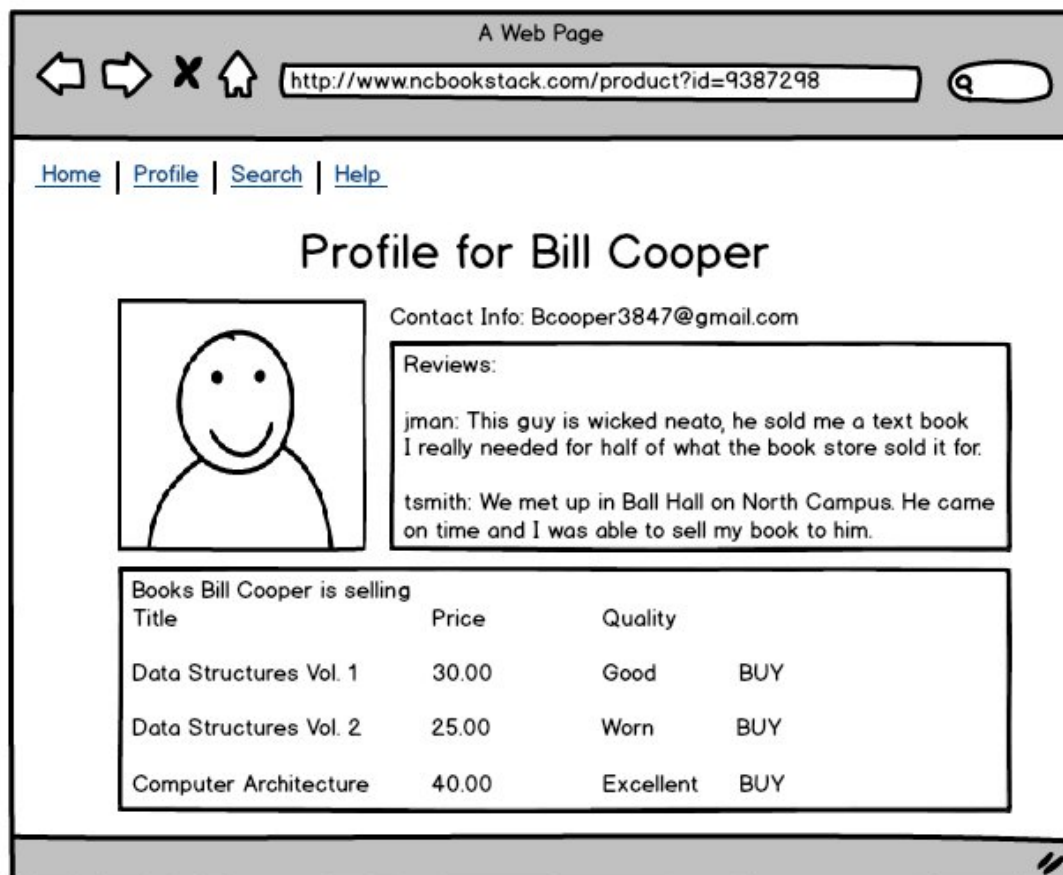 A Web Page
http://www.ncbookstack.com/product?id=9387298
Home | Profile | Search | Help
Profile for Bill Cooper
Contact Info: Bcooper3847@gmail.com
Reviews:
jman: This guy is wicked neato, he sold me a text book
I really needed for half of what the book store sold it for.
tsmith: We met up in Ball Hall on North Campus. He came
on time and I was able to sell my book to him.
Books Bill Cooper is selling
Title Price Quality
Data Structures Vol. 1 30.00 Good BUY
Data Structures Vol. 2 25.00 Worn BUY
Computer Architecture 40.00 Excellent BUY